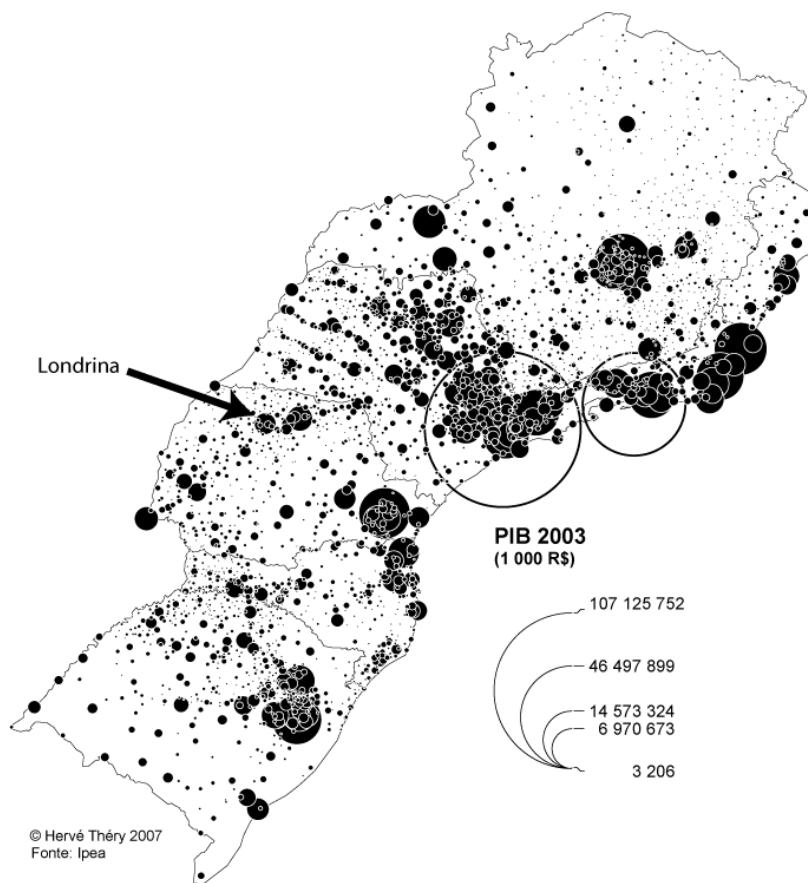 Londrina
PIB 2003
(1 000 R$)
107 125 752
46 497 899
14 573 324
6 970 673
3 206
© Hervé Théry 2007
Fonte: Ipea